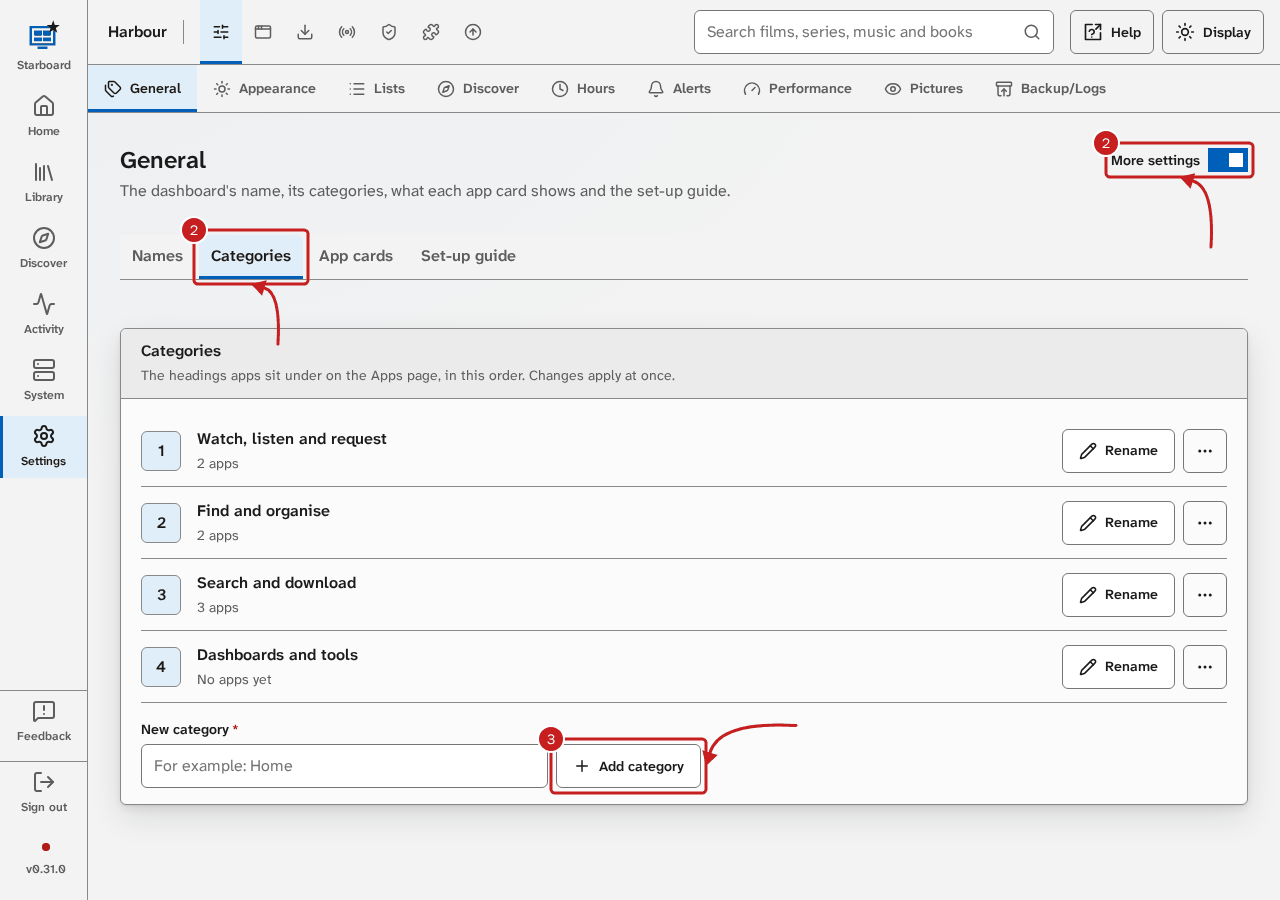 Starboard
Home
Library
Discover
Activity
System
Settings
Feedback
Sign out
v0.31.0
Harbour
Search films, series, music and books
Help
Display
General
Appearance
Lists
Discover
Hours
Alerts
Performance
Pictures
Backup/Logs
General
The dashboard's name, its categories, what each app card shows and the set-up guide.
2
More settings
Names
2
Categories
App cards
Set-up guide
Categories
The headings apps sit under on the Apps page, in this order. Changes apply at once.
1
Watch, listen and request
2 apps
Rename
2
Find and organise
2 apps
Rename
3
Search and download
3 apps
Rename
4
Dashboards and tools
No apps yet
Rename
New category *
For example: Home
3
Add category